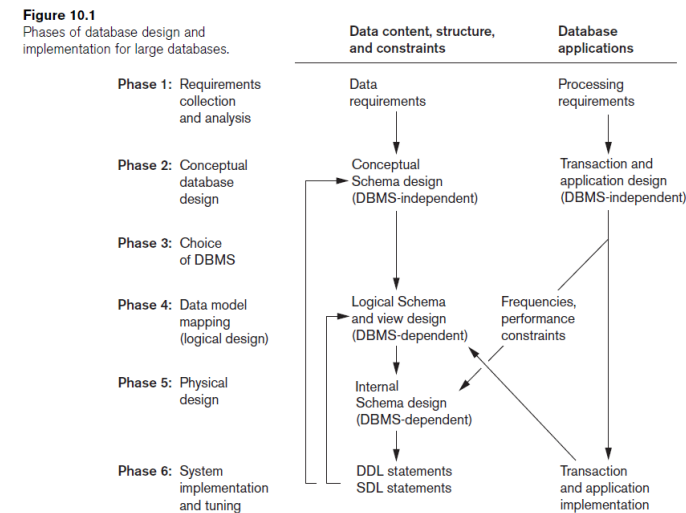 Figure 10.1
Phases of database design and
implementation for large databases.
Data content, structure,
and constraints
Database
applications
Phase 1: Requirements
collection
and analysis
Data
requirements
Processing
requirements
Phase 2: Conceptual
database
design
Conceptual
Schema design
(DBMS-independent)
Transaction and
application design
(DBMS-independent)
Phase 3: Choice
of DBMS
Phase 4: Data model
mapping
(logical design)
Logical Schema
and view design
(DBMS-dependent)
Frequencies,
performance
constraints
Phase 5: Physical
design
Internal
Schema design
(DBMS-dependent)
Phase 6: System
implementation
and tuning
DDL statements
SDL statements
Transaction
and application
implementation